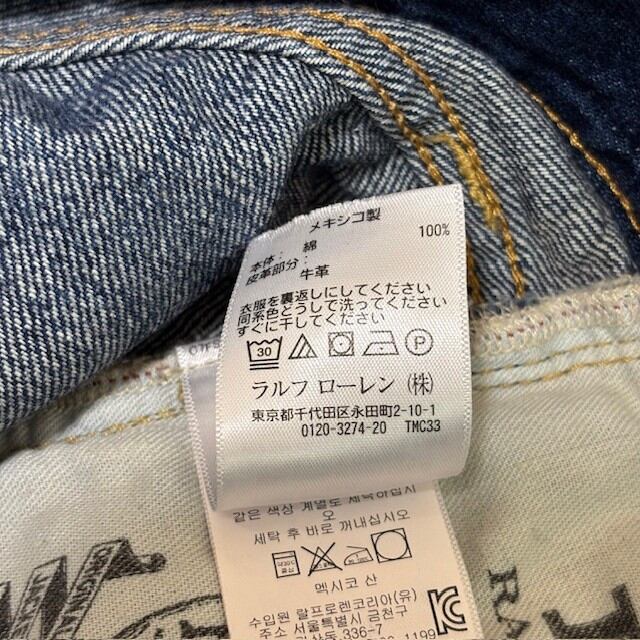 メキシコ製
本体： 綿 100%
皮革部分： 牛革
衣服を裏返しにしてください
同系色どうしで洗ってください
すぐに干してください
30 P
ラルフ ローレン (株)
東京都千代田区永田町2-10-1
0120-3274-20 TMC33
같은 색상 계열로 세탁하십시
오
세탁 후 바로 꺼내십시오
멕시코 산
수입원 랄프로렌코리아(유)
주소 서울특별시 금천구
336-7
1199
RA